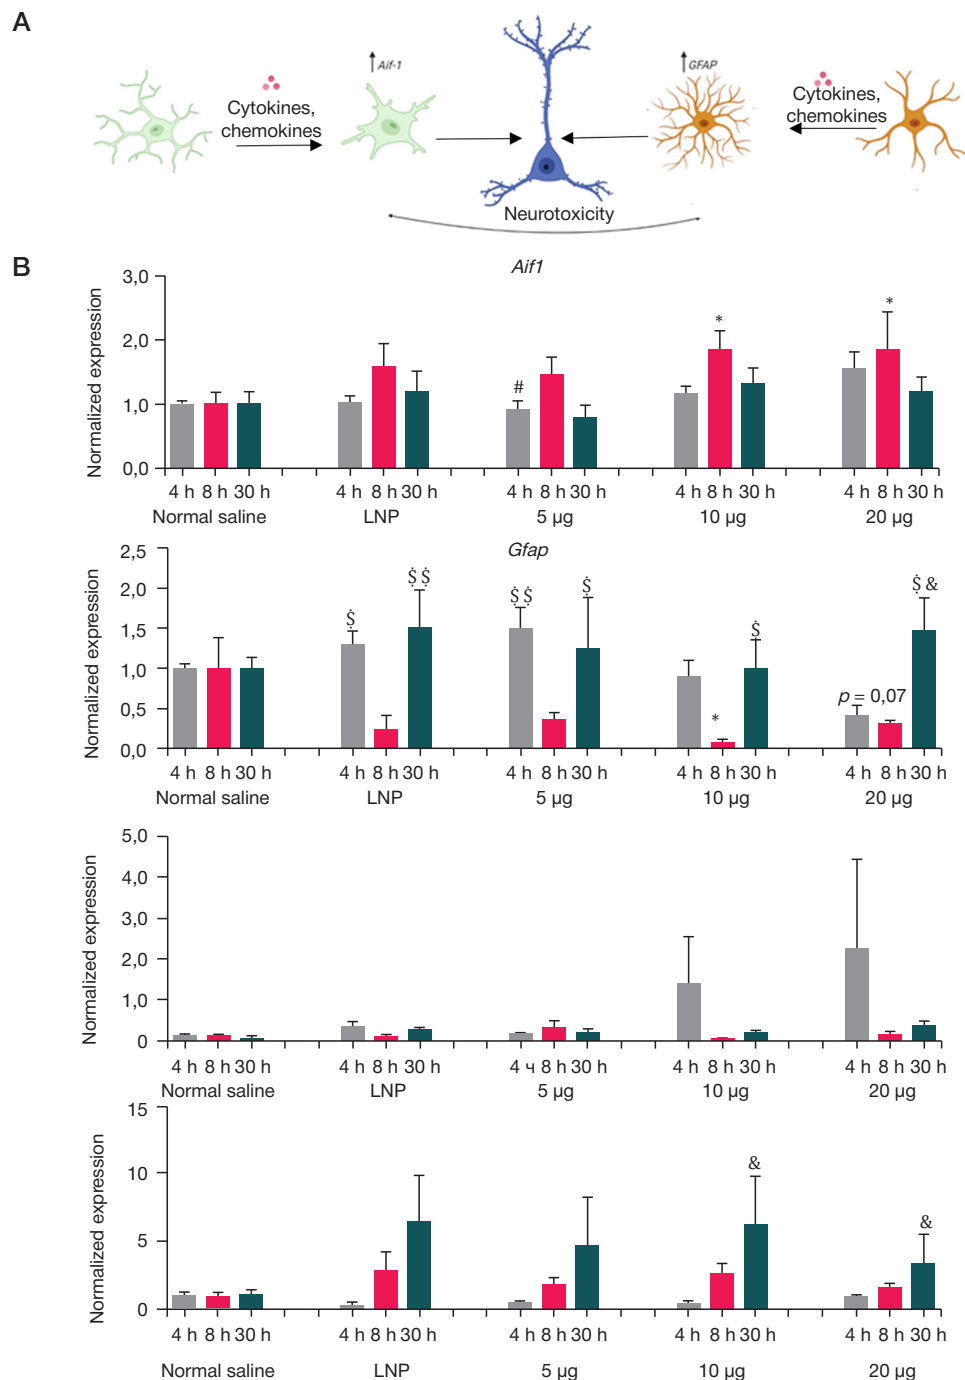 A
Aif-1
GFAP
Cytokines,
chemokines
Cytokines,
chemokines
Neurotoxicity
B
Aif1
Normalized expression
3,0
2,0
1,0
0,0
#
*
*
4 h 8 h 30 h 4 h 8 h 30 h 4 h 8 h 30 h 4 h 8 h 30 h 4 h 8 h 30 h
Normal saline LNP 5 µg 10 µg 20 µg
Gfap
Normalized expression
2,5
2,0
1,5
1,0
0,5
0,0
$
$ $
$ $
$
*
$
p = 0,07
$ &
4 h 8 h 30 h 4 h 8 h 30 h 4 h 8 h 30 h 4 h 8 h 30 h 4 h 8 h 30 h
Normal saline LNP 5 µg 10 µg 20 µg
Normalized expression
5,0
4,0
3,0
2,0
1,0
0
4 h 8 h 30 h 4 h 8 h 30 h 4 ч 8 h 30 h 4 h 8 h 30 h 4 h 8 h 30 h
Normal saline LNP 5 µg 10 µg 20 µg
Normalized expression
15
10
5
0
&
&
4 h 8 h 30 h 4 h 8 h 30 h 4 h 8 h 30 h 4 h 8 h 30 h 4 h 8 h 30 h
Normal saline LNP 5 µg 10 µg 20 µg